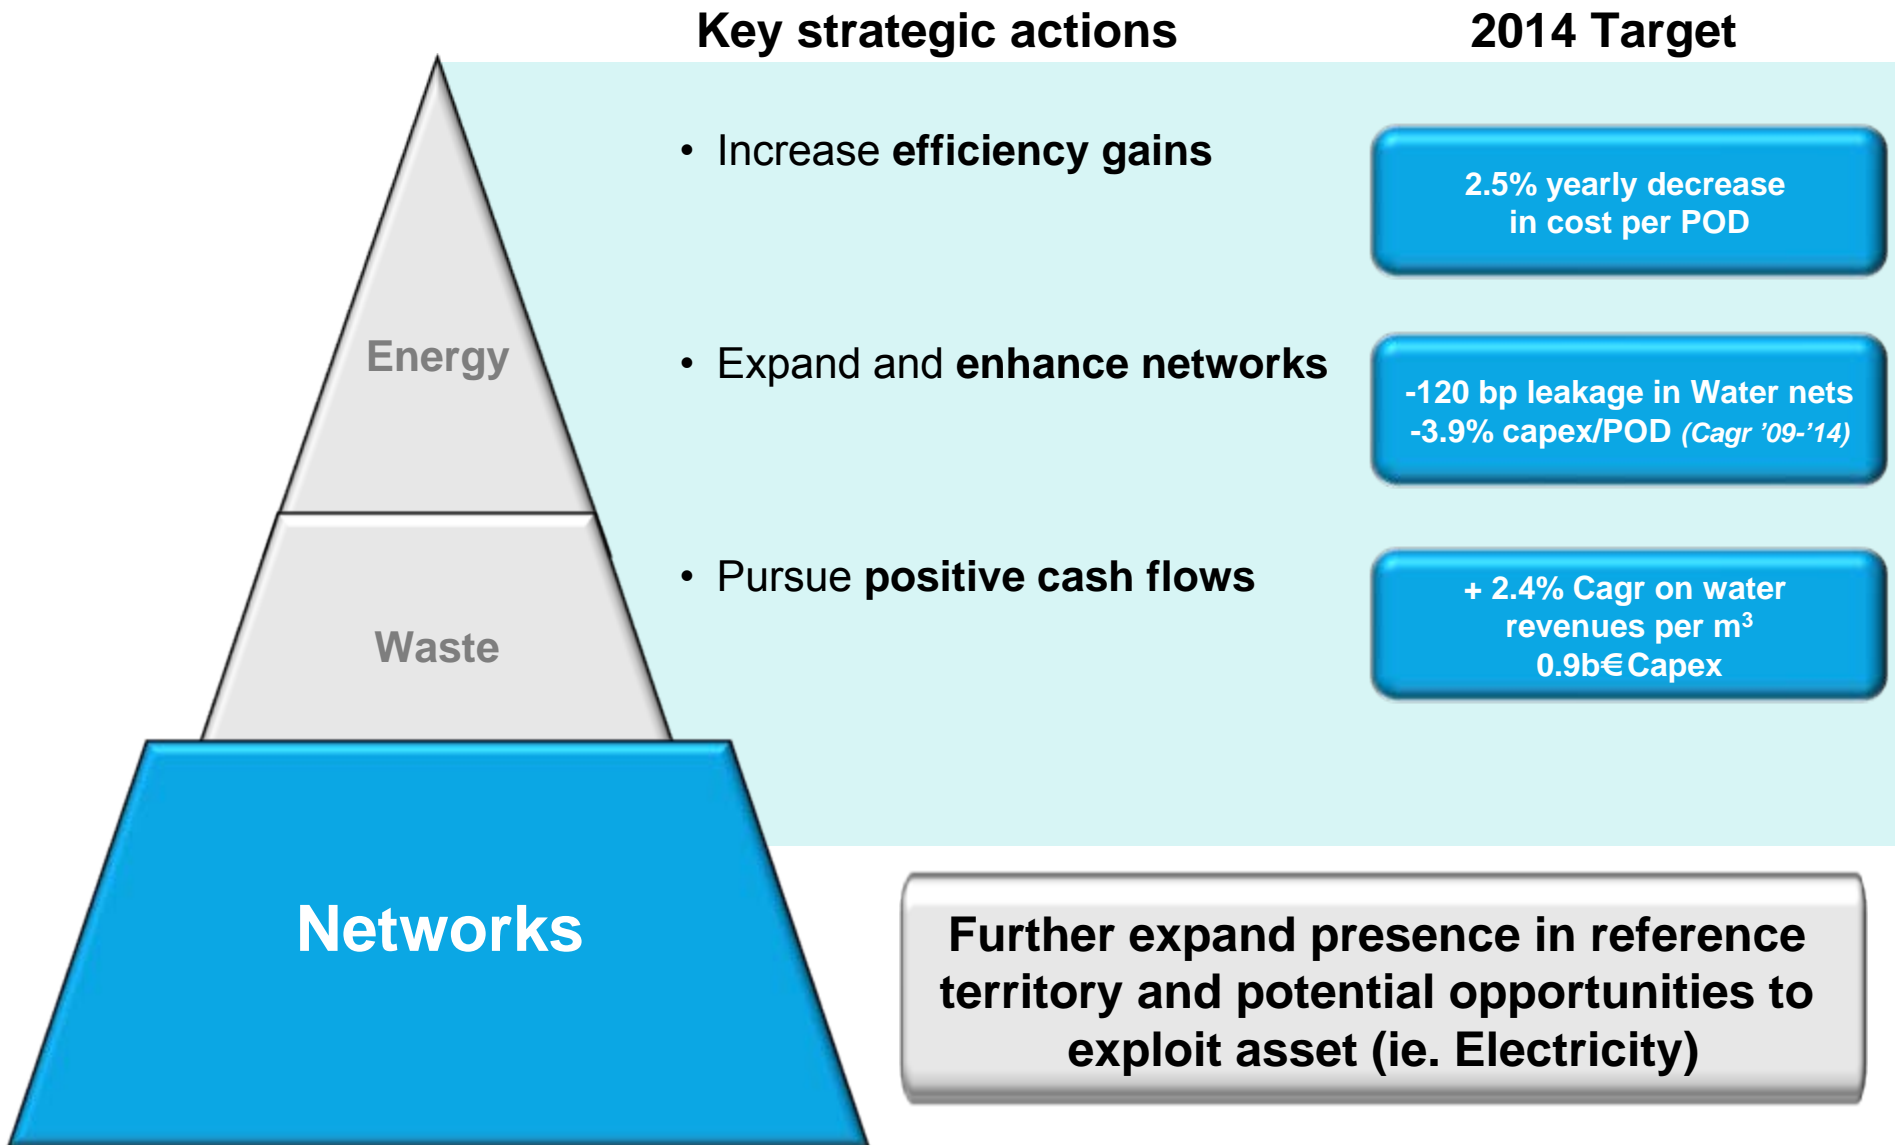 Key strategic actions
2014 Target
• Increase efficiency gains
2.5% yearly decrease
in cost per POD
Energy
• Expand and enhance networks
-120 bp leakage in Water nets
-3.9% capex/POD (Cagr ’09-’14)
• Pursue positive cash flows
+ 2.4% Cagr on water
revenues per m³
0.9b€ Capex
Waste
Networks
Further expand presence in reference
territory and potential opportunities to
exploit asset (ie. Electricity)